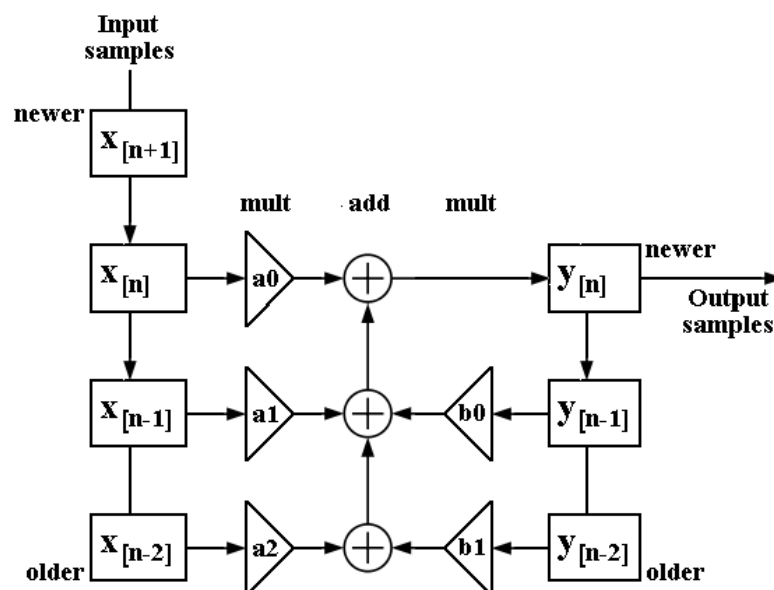 Input
samples
newer
x[n+1]
mult add mult
x[n]
a0
y[n]
newer
Output
samples
x[n-1]
a1
b0
y[n-1]
x[n-2]
a2
b1
y[n-2]
older
older